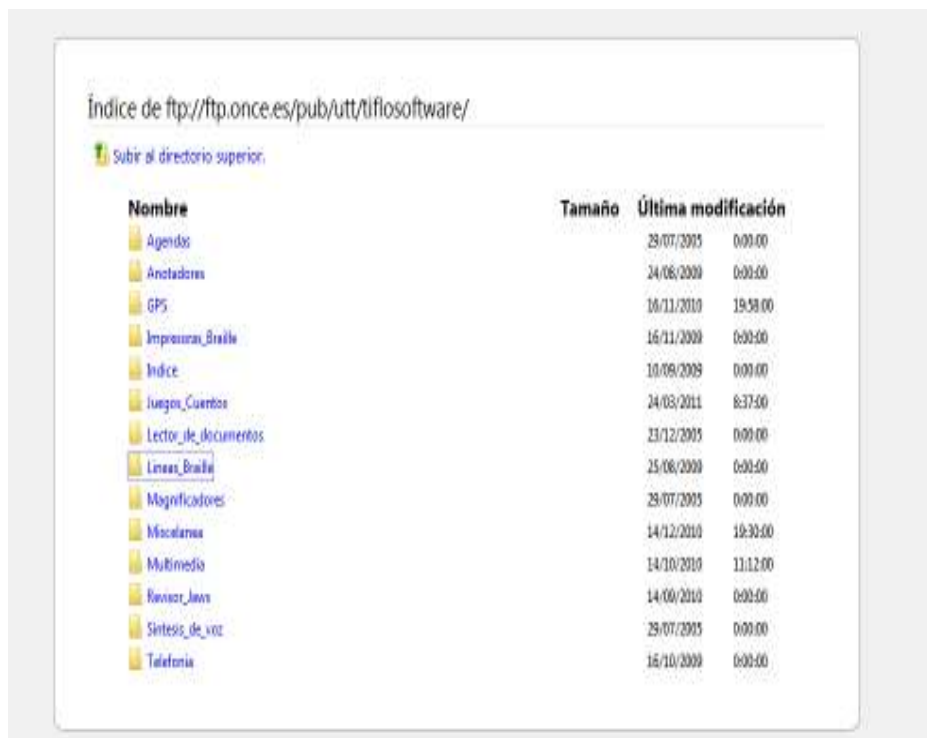 Índice de ftp://ftp.once.es/pub/utt/tiflosoftware/
Subir al directorio superior.
Nombre Tamaño Última modificación
Agendas 29/07/2005 0:00:00
Anotadores 24/08/2009 0:00:00
GPS 16/11/2010 19:58:00
Impresoras_Braille 16/11/2009 0:00:00
Indice 10/09/2009 0:00:00
Juegos_Cuentos 24/03/2011 8:37:00
Lector_de_documentos 23/12/2005 0:00:00
Lineas_Braille 25/08/2009 0:00:00
Magnificadores 29/07/2005 0:00:00
Miscelanea 14/12/2010 19:30:00
Multimedia 14/10/2010 11:12:00
Revisor_Jaws 14/09/2010 0:00:00
Sintesis_de_voz 29/07/2005 0:00:00
Telefonia 16/10/2009 0:00:00